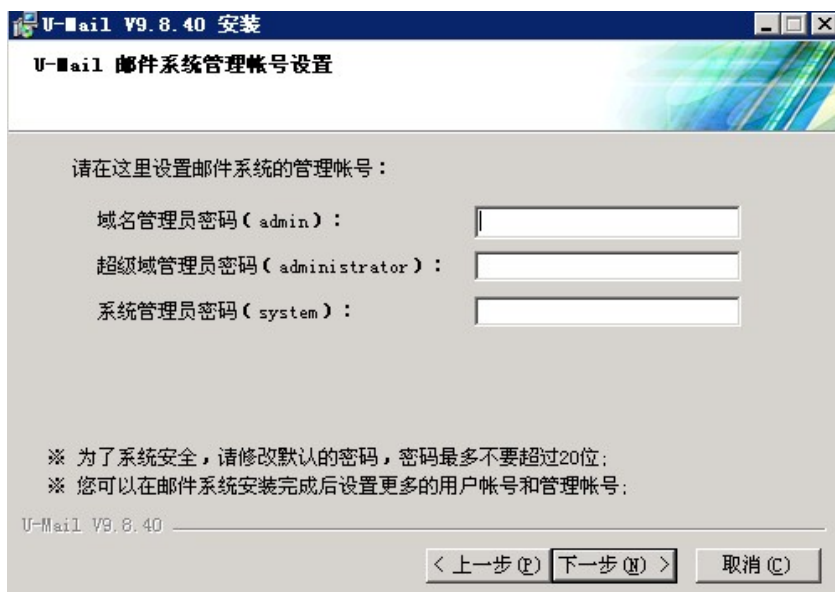 U-Mail V9.8.40 安装
U-Mail 邮件系统管理帐号设置
请在这里设置邮件系统的管理帐号：
域名管理员密码(admin)：
超级域管理员密码(administrator)：
系统管理员密码(system)：
※ 为了系统安全，请修改默认的密码，密码最多不要超过20位;
※ 您可以在邮件系统安装完成后设置更多的用户帐号和管理帐号;
U-Mail V9.8.40
< 上一步(P) 下一步(N) > 取消(C)